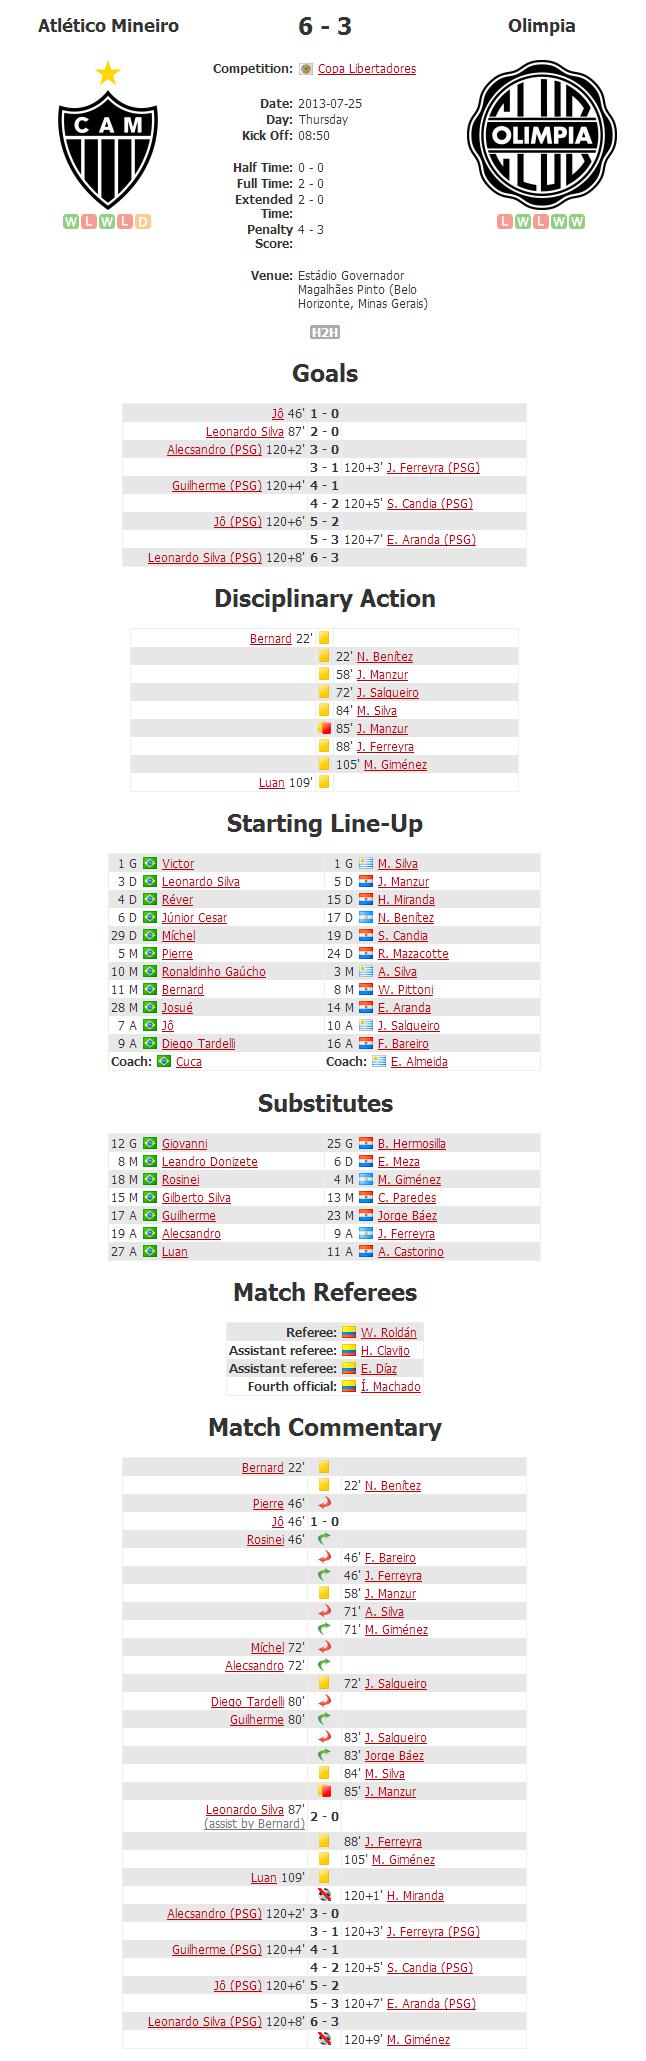 Atlético Mineiro 6 - 3 Olimpia
CAM
CLUB OLIMPIA CLUB
W L W L D
L W L W W
Competition: Copa Libertadores
Date: 2013-07-25
Day: Thursday
Kick Off: 08:50
Half Time: 0 - 0
Full Time: 2 - 0
Extended 2 - 0
Time:
Penalty 4 - 3
Score:
Venue: Estádio Governador
Magalhães Pinto (Belo
Horizonte, Minas Gerais)
H2H
Goals
Jô 46' 1 - 0
Leonardo Silva 87' 2 - 0
Alecsandro (PSG) 120+2' 3 - 0
3 - 1 120+3' J. Ferreyra (PSG)
Guilherme (PSG) 120+4' 4 - 1
4 - 2 120+5' S. Candia (PSG)
Jô (PSG) 120+6' 5 - 2
5 - 3 120+7' E. Aranda (PSG)
Leonardo Silva (PSG) 120+8' 6 - 3
Disciplinary Action
Bernard 22'
22' N. Benítez
58' J. Manzur
72' J. Salgueiro
84' M. Silva
85' J. Manzur
88' J. Ferreyra
105' M. Giménez
Luan 109'
Starting Line-Up
1 G Victor 1 G M. Silva
3 D Leonardo Silva 5 D J. Manzur
4 D Réver 15 D H. Miranda
6 D Júnior Cesar 17 D N. Benítez
29 D Míchel 19 D S. Candia
5 M Pierre 24 D R. Mazacotte
10 M Ronaldinho Gaúcho 3 M A. Silva
11 M Bernard 8 M W. Pittoni
28 M Josué 14 M E. Aranda
7 A Jô 10 A J. Salgueiro
9 A Diego Tardelli 16 A F. Bareiro
Coach: Cuca Coach: E. Almeida
Substitutes
12 G Giovanni 25 G B. Hermosilla
8 M Leandro Donizete 6 D E. Meza
18 M Rosinei 4 M M. Giménez
15 M Gilberto Silva 13 M C. Paredes
17 A Guilherme 23 M Jorge Báez
19 A Alecsandro 9 A J. Ferreyra
27 A Luan 11 A A. Castorino
Match Referees
Referee: W. Roldán
Assistant referee: H. Clavijo
Assistant referee: E. Díaz
Fourth official: Í. Machado
Match Commentary
Bernard 22'
22' N. Benítez
Pierre 46'
Jô 46' 1 - 0
Rosinei 46'
46' F. Bareiro
46' J. Ferreyra
58' J. Manzur
71' A. Silva
71' M. Giménez
Míchel 72'
Alecsandro 72'
72' J. Salgueiro
Diego Tardelli 80'
Guilherme 80'
83' J. Salgueiro
83' Jorge Báez
84' M. Silva
85' J. Manzur
Leonardo Silva 87' 2 - 0
(assist by Bernard)
88' J. Ferreyra
105' M. Giménez
Luan 109'
120+1' H. Miranda
Alecsandro (PSG) 120+2' 3 - 0
3 - 1 120+3' J. Ferreyra (PSG)
Guilherme (PSG) 120+4' 4 - 1
4 - 2 120+5' S. Candia (PSG)
Jô (PSG) 120+6' 5 - 2
5 - 3 120+7' E. Aranda (PSG)
Leonardo Silva (PSG) 120+8' 6 - 3
120+9' M. Giménez